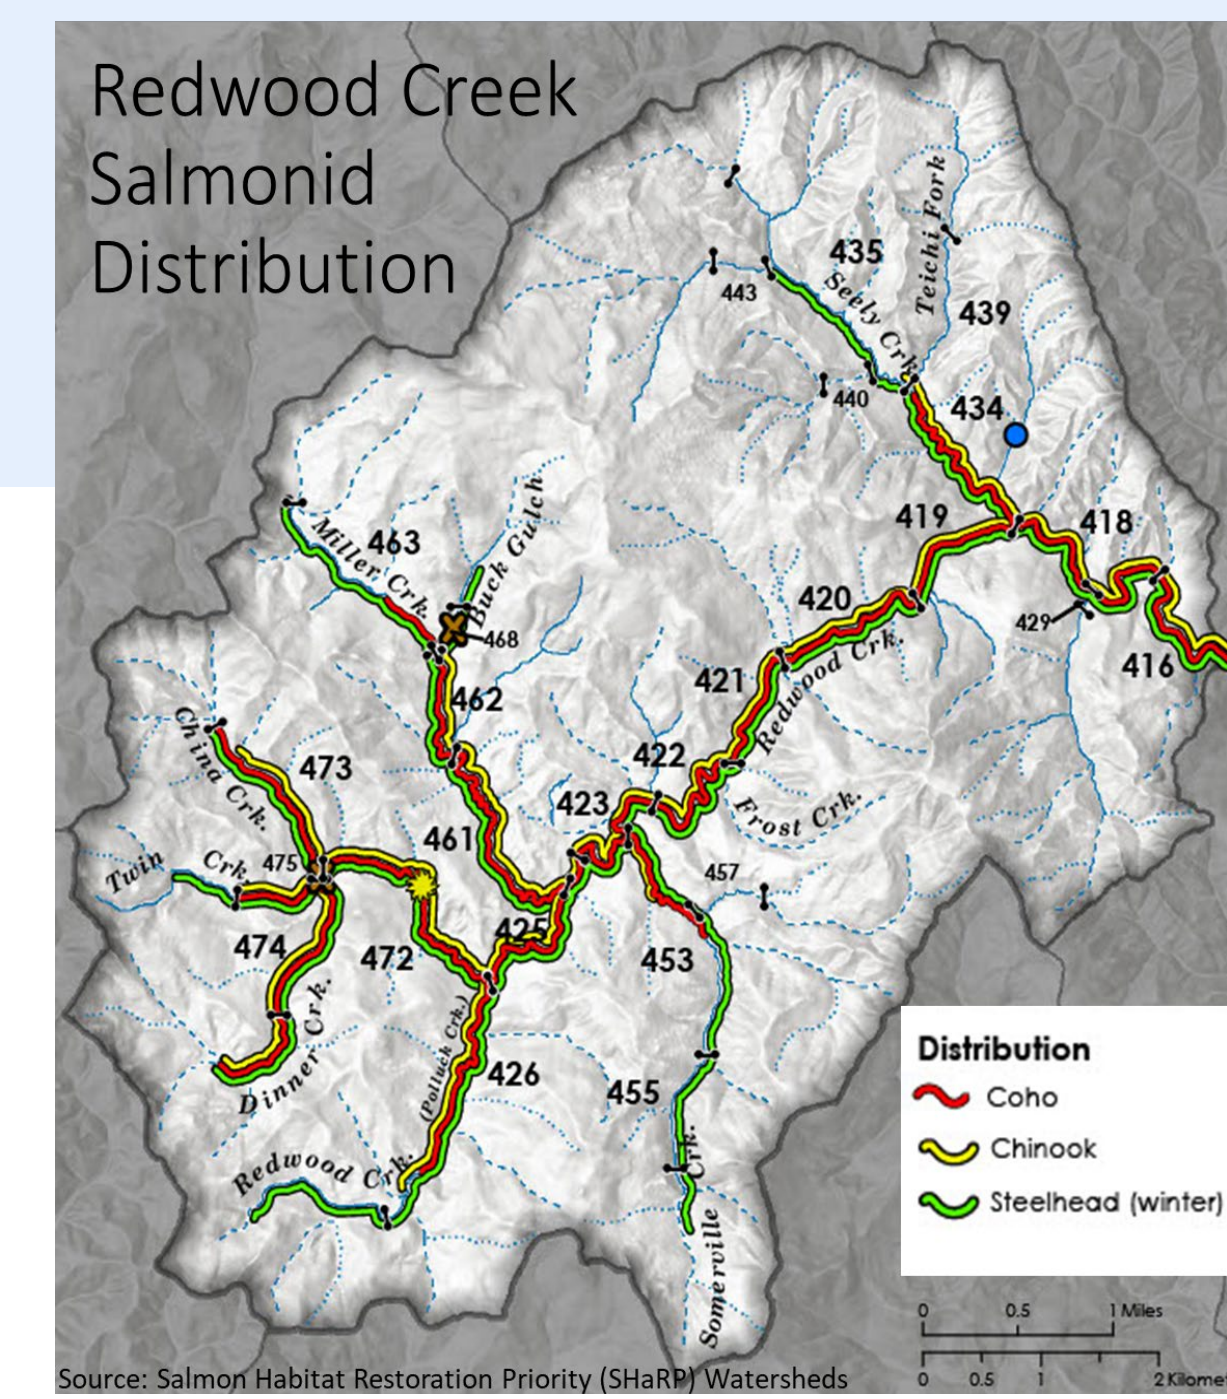 Redwood Creek
Salmonid
Distribution
Teichi Fork
435
443
Seely Crk.
439
440
434
419
418
Miller Crk.
463
Buck Gulch
468
420
429
416
Redwood Crk.
421
462
China Crk.
473
422
423
Frost Crk.
461
Twin Crk.
475
457
425
474
472
453
Dinner Crk.
(Polluck Crk.)
426
455
Redwood Crk.
Somerville Crk.
Distribution
Coho
Chinook
Steelhead (winter)
0 0.5 1 Miles
0 0.5 1 2 Kilome
Source: Salmon Habitat Restoration Priority (SHaRP) Watersheds